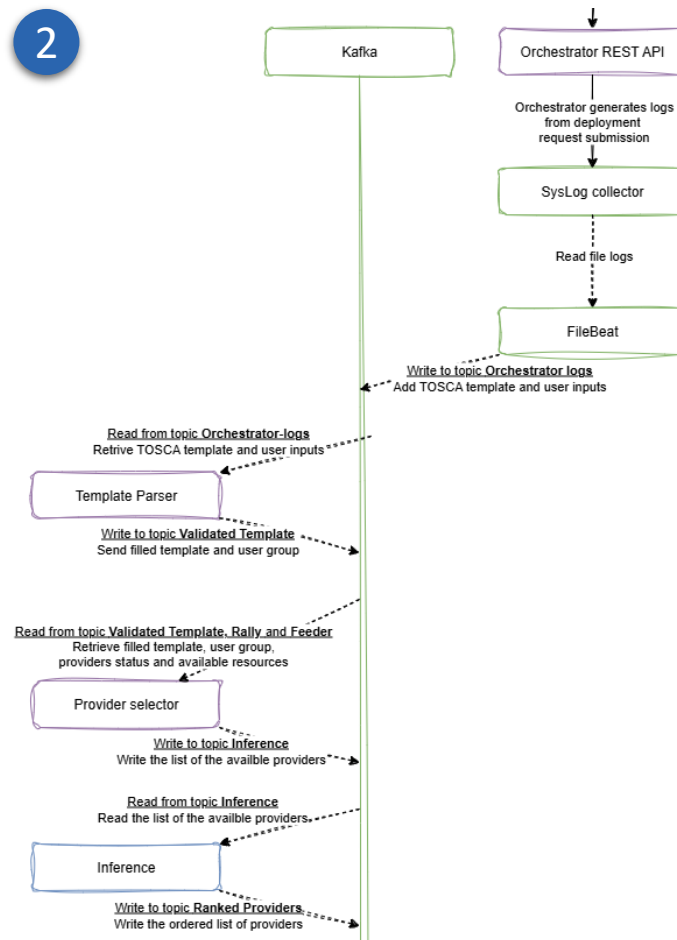 2
Kafka
Orchestrator REST API
Orchestrator generates logs
from deployment
request submission
SysLog collector
Read file logs
FileBeat
Write to topic Orchestrator logs
Add TOSCA template and user inputs
Read from topic Orchestrator-logs
Retrive TOSCA template and user inputs
Template Parser
Write to topic Validated Template
Send filled template and user group
Read from topic Validated Template, Rally and Feeder
Retrieve filled template, user group,
providers status and available resources
Provider selector
Write to topic Inference
Write the list of the availble providers
Read from topic Inference
Read the list of the availble providers
Inference
Write to topic Ranked Providers
Write the ordered list of providers